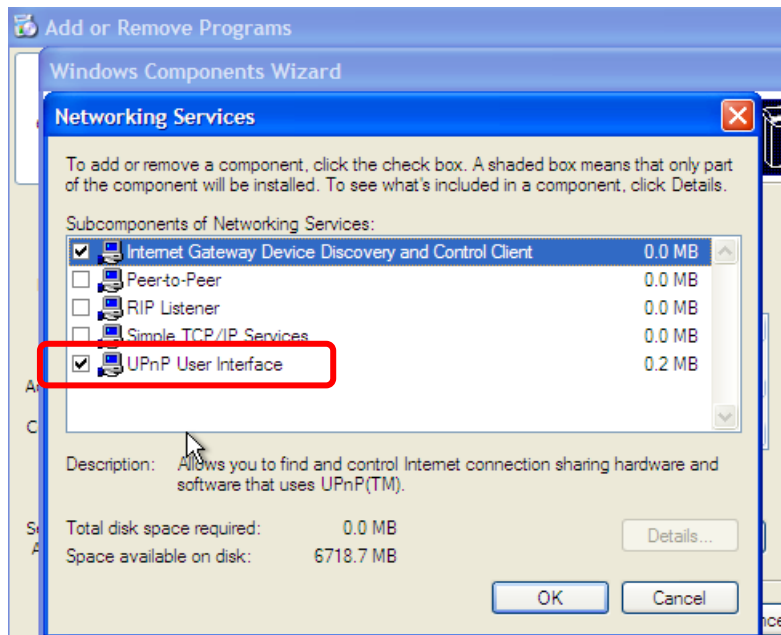 Add or Remove Programs
Windows Components Wizard
Networking Services
To add or remove a component, click the check box. A shaded box means that only part
of the component will be installed. To see what's included in a component, click Details.
Subcomponents of Networking Services:
Internet Gateway Device Discovery and Control Client 0.0 MB
Peer-to-Peer 0.0 MB
RIP Listener 0.0 MB
Simple TCP/IP Services 0.0 MB
UPnP User Interface 0.2 MB
Description: Allows you to find and control Internet connection sharing hardware and
software that uses UPnP(TM).
Total disk space required: 0.0 MB
Details...
Space available on disk: 6718.7 MB
OK Cancel